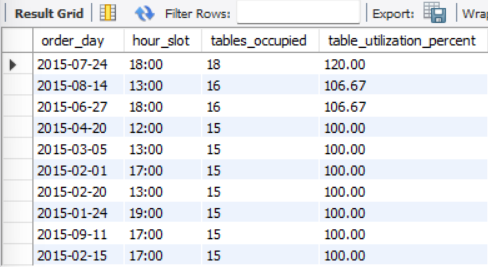 Result Grid Filter Rows: Export: Wrap
order_day hour_slot tables_occupied table_utilization_percent
2015-07-24 18:00 18 120.00
2015-08-14 13:00 16 106.67
2015-06-27 18:00 16 106.67
2015-04-20 12:00 15 100.00
2015-03-05 13:00 15 100.00
2015-02-01 17:00 15 100.00
2015-02-20 13:00 15 100.00
2015-01-24 19:00 15 100.00
2015-09-11 17:00 15 100.00
2015-02-15 17:00 15 100.00